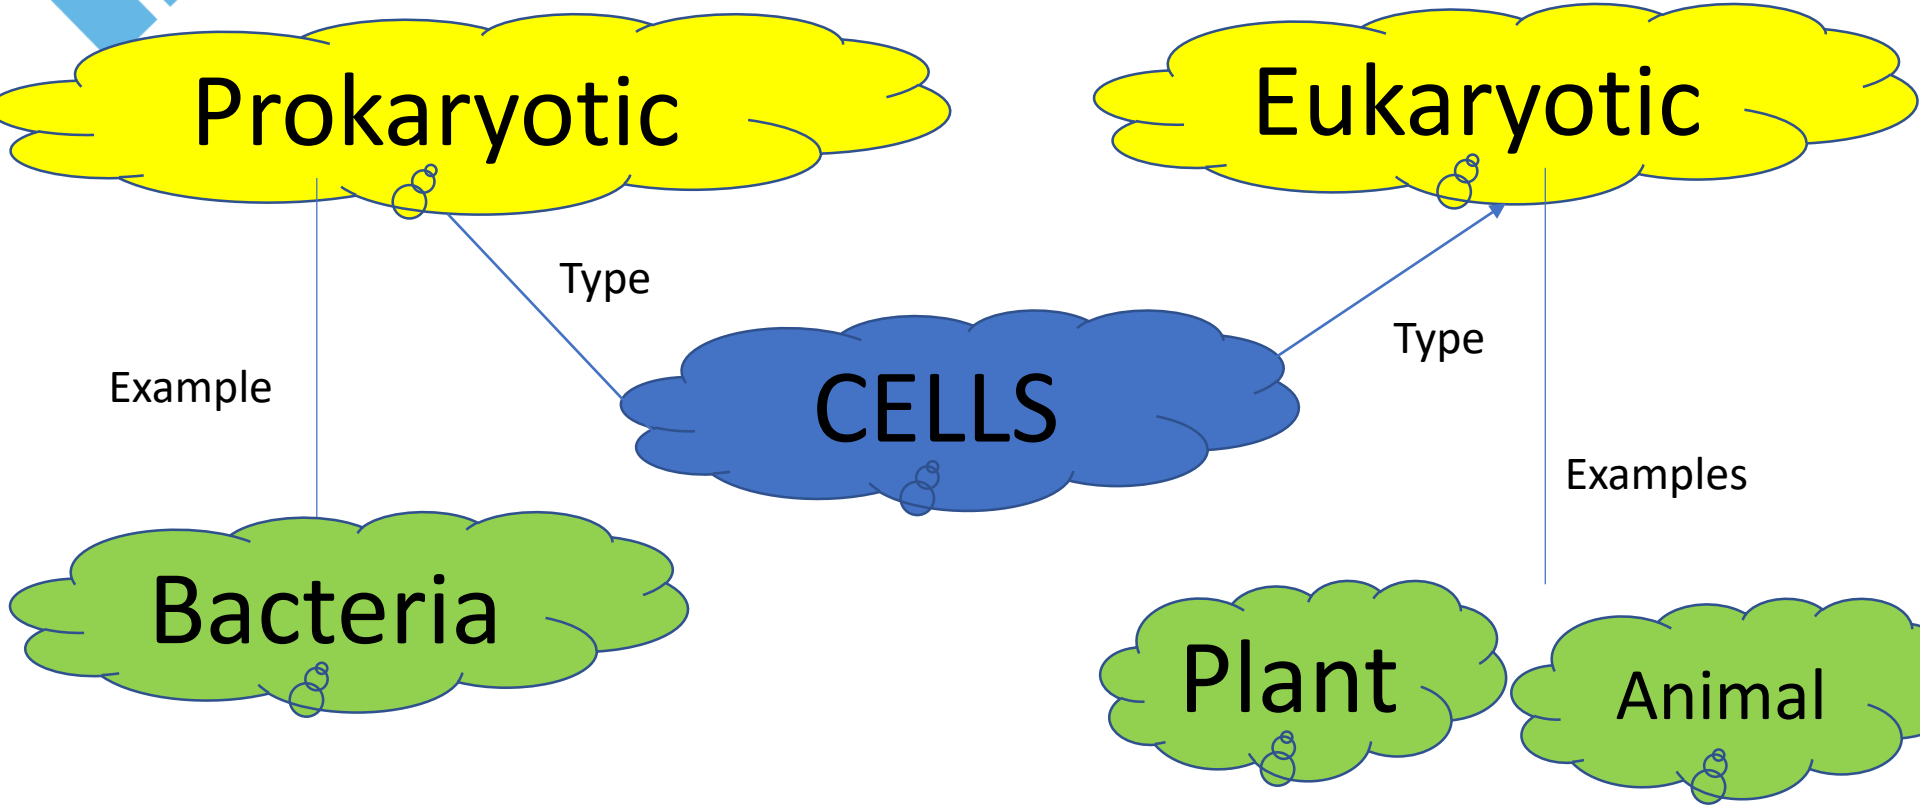 Prokaryotic
Eukaryotic
Type
Type
Example
CELLS
Examples
Bacteria
Plant
Animal